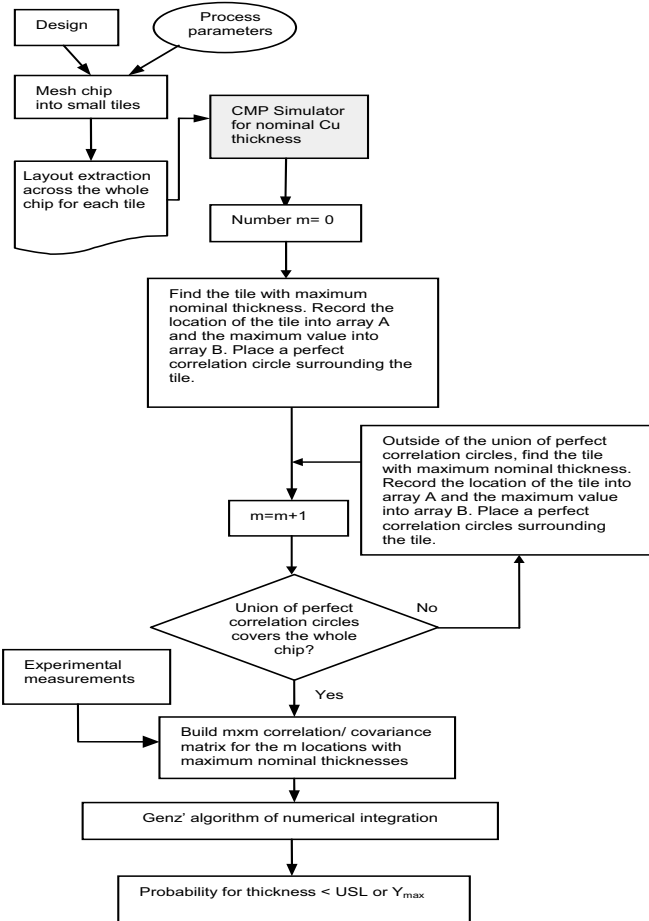 Design
Process
parameters
Mesh chip
into small tiles
CMP Simulator
for nominal Cu
thickness
Layout extraction
across the whole
chip for each tile
Number m= 0
Find the tile with maximum
nominal thickness. Record the
location of the tile into array A
and the maximum value into
array B. Place a perfect
correlation circle surrounding the
tile.
Outside of the union of perfect
correlation circles, find the tile
with maximum nominal thickness.
Record the location of the tile into
array A and the maximum value
into array B. Place a perfect
correlation circles surrounding
the tile.
m=m+1
Union of perfect
correlation circles
covers the whole
chip?
No
Yes
Experimental
measurements
Build mxm correlation/ covariance
matrix for the m locations with
maximum nominal thicknesses
Genz' algorithm of numerical integration
Probability for thickness < USL or Ymax